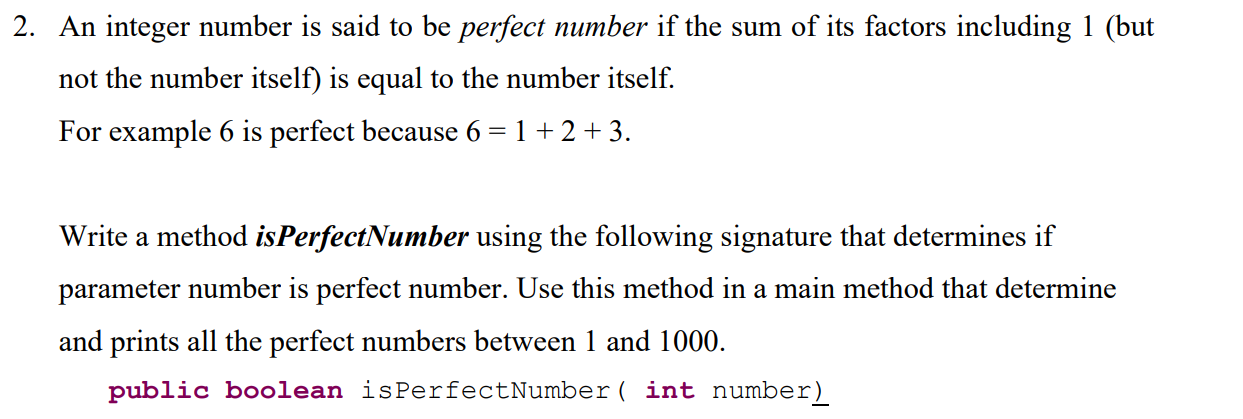 2. An integer number is said to be perfect number if the sum of its factors including 1 (but
not the number itself) is equal to the number itself.
For example 6 is perfect because 6 = 1 + 2 + 3.
Write a method isPerfectNumber using the following signature that determines if
parameter number is perfect number. Use this method in a main method that determine
and prints all the perfect numbers between 1 and 1000.
public boolean isPerfectNumber( int number)